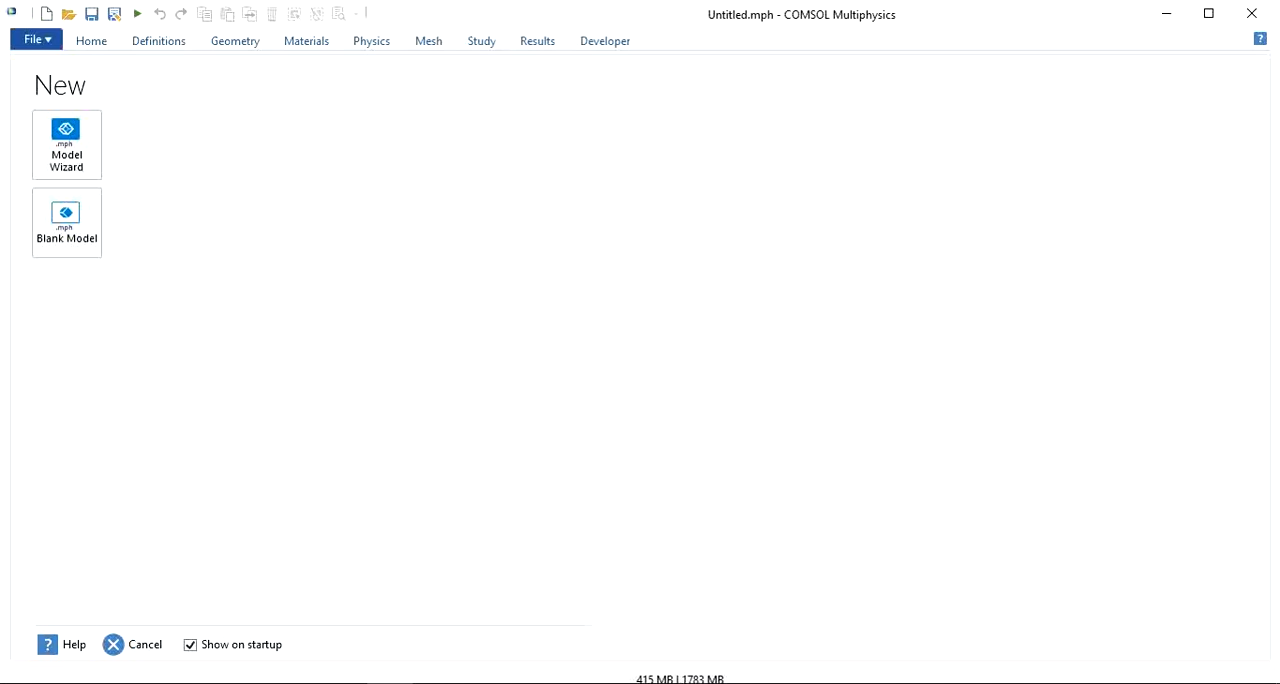 Untitled.mph - COMSOL Multiphysics
File Home Definitions Geometry Materials Physics Mesh Study Results Developer ?
New
.mph
Model
Wizard
.mph
Blank Model
? Help Cancel Show on startup
415 MB | 1783 MB